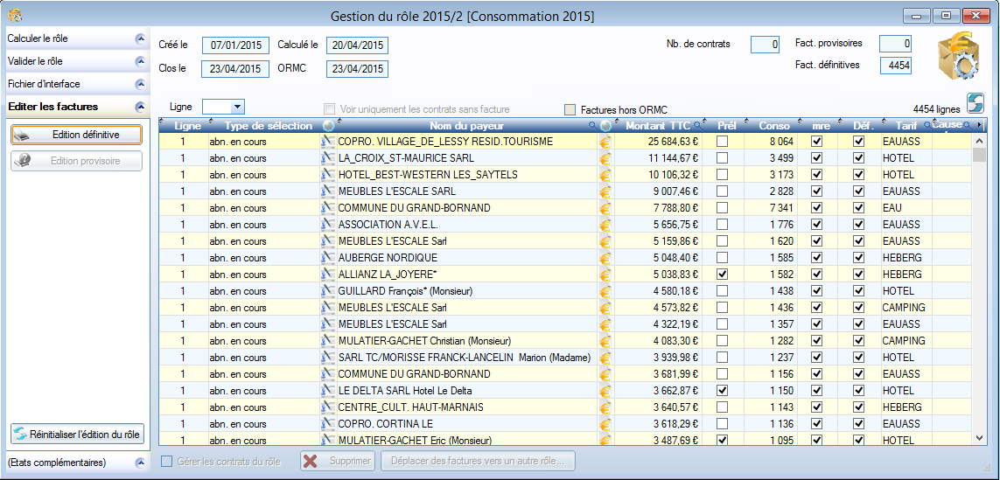 Gestion du rôle 2015/2 [Consommation 2015]
Calculer le rôle
Valider le rôle
Fichier d'interface
Editer les factures
Edition définitive
Edition provisoire
Réinitialiser l'édition du rôle
(Etats complémentaires)
Créé le 07/01/2015 Calculé le 20/04/2015
Clos le 23/04/2015 ORMC 23/04/2015
Nb. de contrats 0 Fact. provisoires 0
Fact. définitives 4454
Ligne Voir uniquement les contrats sans facture Factures hors ORMC 4454 lignes
Ligne Type de sélection Nom du payeur Montant TTC Prél Conso mre Déf. Tarif Cause
1 abn. en cours COPRO. VILLAGE_DE_LESSY RESID.TOURISME 25 684,63 € 8 064 EAUASS
1 abn. en cours LA_CROIX_ST-MAURICE SARL 11 144,67 € 3 499 HOTEL
1 abn. en cours HOTEL_BEST-WESTERN LES_SAYTELS 10 106,32 € 3 173 HOTEL
1 abn. en cours MEUBLES L'ESCALE SARL 9 007,46 € 2 828 EAUASS
1 abn. en cours COMMUNE DU GRAND-BORNAND 7 788,80 € 7 341 EAU
1 abn. en cours ASSOCIATION A.V.E.L. 5 656,75 € 1 776 EAUASS
1 abn. en cours MEUBLES L'ESCALE Sarl 5 159,86 € 1 620 EAUASS
1 abn. en cours AUBERGE NORDIQUE 5 048,40 € 1 585 HEBERG
1 abn. en cours ALLIANZ LA_JOYERE* 5 038,83 € 1 582 HEBERG
1 abn. en cours GUILLARD François* (Monsieur) 4 580,18 € 1 438 HOTEL
1 abn. en cours MEUBLES L'ESCALE Sarl 4 573,82 € 1 436 CAMPING
1 abn. en cours MEUBLES L'ESCALE Sarl 4 322,19 € 1 357 EAUASS
1 abn. en cours MULATIER-GACHET Christian (Monsieur) 4 083,30 € 1 282 CAMPING
1 abn. en cours SARL TC/MORISSE FRANCK-LANCELIN Marion (Madame) 3 939,98 € 1 237 HOTEL
1 abn. en cours COMMUNE DU GRAND-BORNAND 3 681,99 € 1 156 EAUASS
1 abn. en cours LE DELTA SARL Hotel Le Delta 3 662,87 € 1 150 HOTEL
1 abn. en cours CENTRE_CULT. HAUT-MARNAIS 3 640,57 € 1 143 HEBERG
1 abn. en cours COPRO. CORTINA LE 3 618,29 € 1 136 EAUASS
1 abn. en cours MULATIER-GACHET Eric (Monsieur) 3 487,69 € 1 095 HOTEL
Gérer les contrats du rôle Supprimer Déplacer des factures vers un autre rôle...